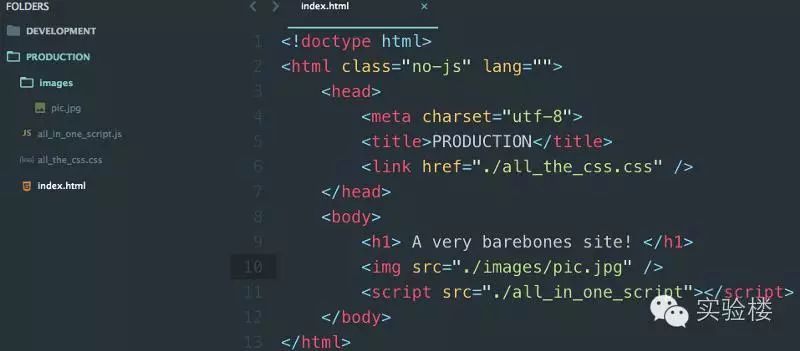 FOLDERS
DEVELOPMENT
PRODUCTION
images
pic.jpg
JS all_in_one_script.js
all_the_css.css
index.html
index.html ×
1 <!doctype html>
2 <html class="no-js" lang="">
3 <head>
4 <meta charset="utf-8">
5 <title>PRODUCTION</title>
6 <link href="./all_the_css.css" />
7 </head>
8 <body>
9 <h1> A very barebones site! </h1>
10 <img src="./images/pic.jpg" />
11 <script src="./all_in_one_script"></script>
12 </body>
13 </html>
实验楼